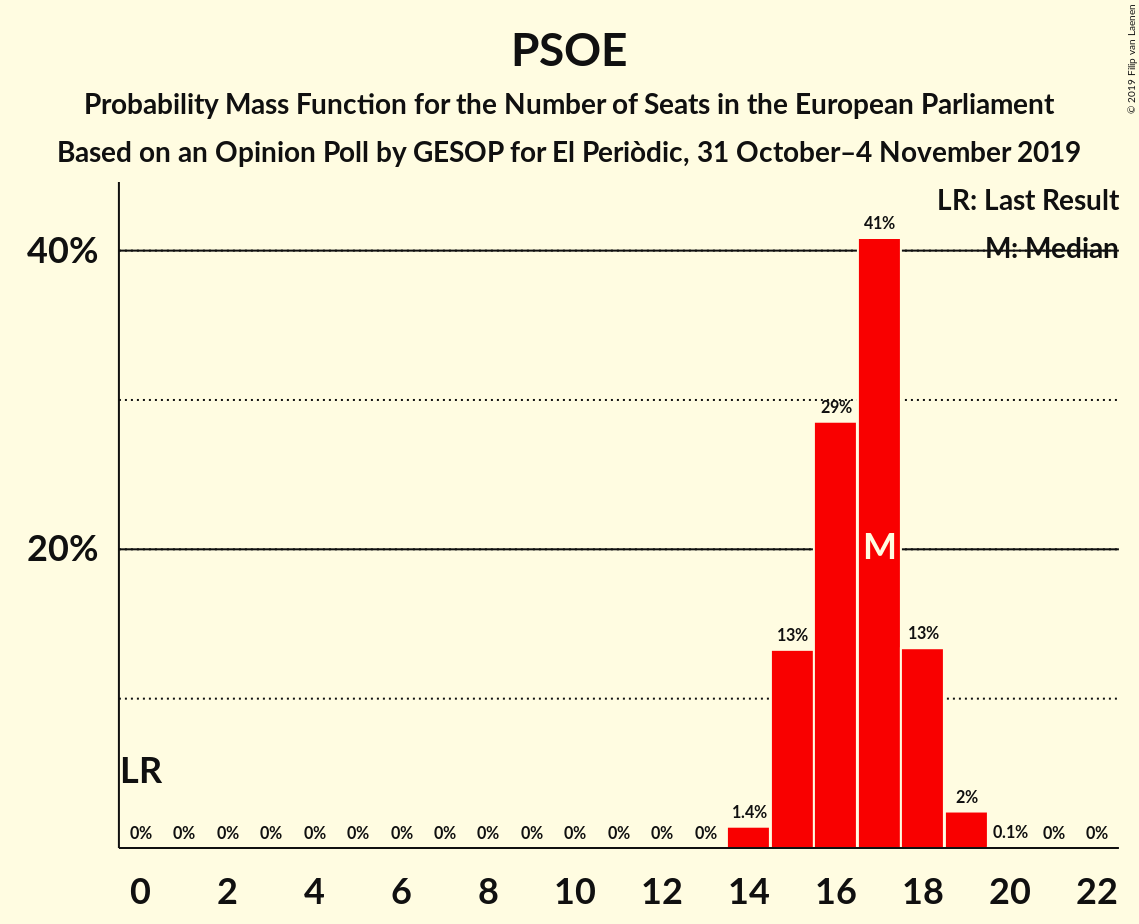 PSOE
Probability Mass Function for the Number of Seats in the European Parliament
Based on an Opinion Poll by GESOP for El Periòdic, 31 October–4 November 2019
© 2019 Filip van Laenen
LR: Last Result
M: Median
40%
20%
41%
29%
M
13%
13%
LR
2%
1.4%
0% 0% 0% 0% 0% 0% 0% 0% 0% 0% 0% 0% 0% 0% 0.1% 0% 0%
0 2 4 6 8 10 12 14 16 18 20 22